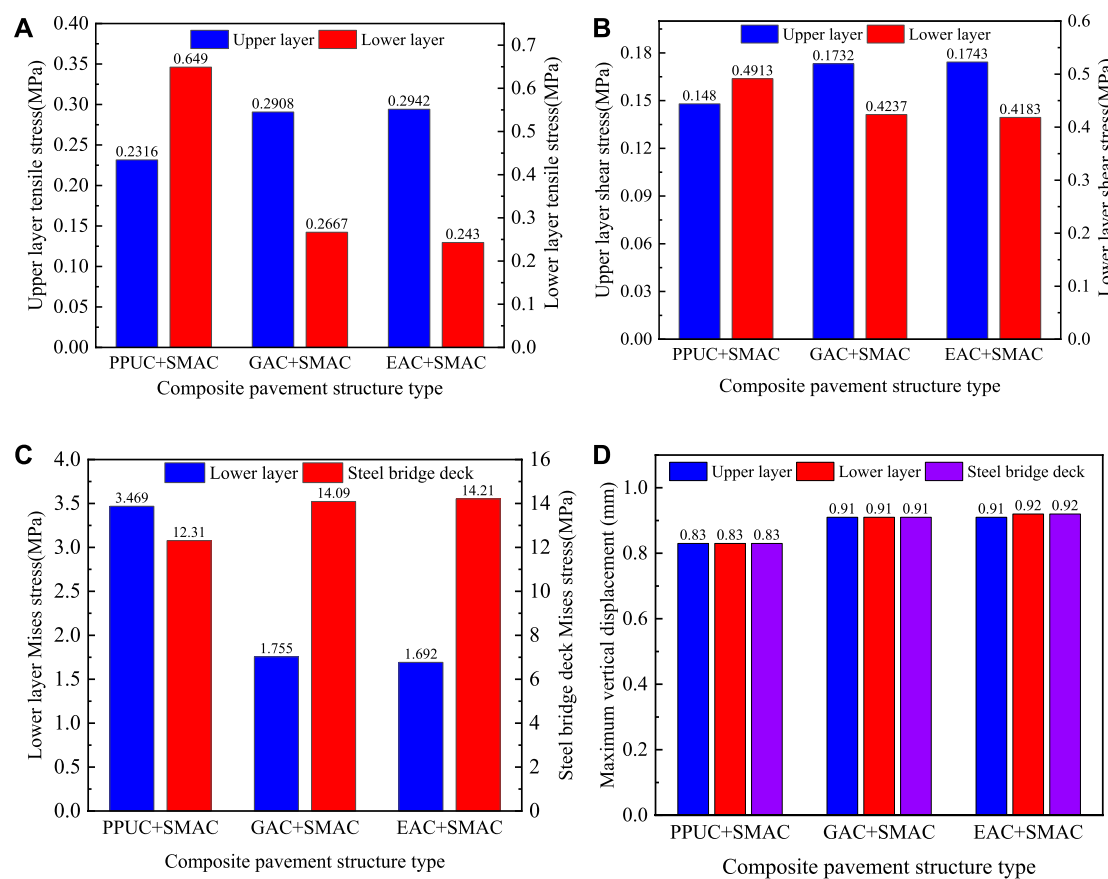 A
Upper layer
Lower layer
0.40
0.35
0.30
0.25
0.20
0.15
0.10
0.05
0.00
Upper layer tensile stress(MPa)
0.7
0.6
0.5
0.4
0.3
0.2
0.1
0.0
Lower layer tensile stress(MPa)
0.2316
0.649
0.2908
0.2667
0.2942
0.243
PPUC+SMAC
GAC+SMAC
EAC+SMAC
Composite pavement structure type
B
Upper layer
Lower layer
0.18
0.15
0.12
0.09
0.06
0.03
0.00
Upper layer shear stress(MPa)
0.6
0.5
0.4
0.3
0.2
0.1
0.0
Lower layer shear stress(MPa)
0.148
0.4913
0.1732
0.4237
0.1743
0.4183
PPUC+SMAC
GAC+SMAC
EAC+SMAC
Composite pavement structure type
C
Lower layer
Steel bridge deck
4.0
3.5
3.0
2.5
2.0
1.5
1.0
0.5
0.0
Lower layer Mises stress(MPa)
16
14
12
10
8
6
4
2
0
Steel bridge deck Mises stress(MPa)
3.469
12.31
1.755
14.09
1.692
14.21
PPUC+SMAC
GAC+SMAC
EAC+SMAC
Composite pavement structure type
D
Upper layer
Lower layer
Steel bridge deck
1.0
0.8
0.6
0.4
0.2
0.0
Maximum vertical displacement (mm)
0.83
0.83
0.83
0.91
0.91
0.91
0.91
0.92
0.92
PPUC+SMAC
GAC+SMAC
EAC+SMAC
Composite pavement structure type